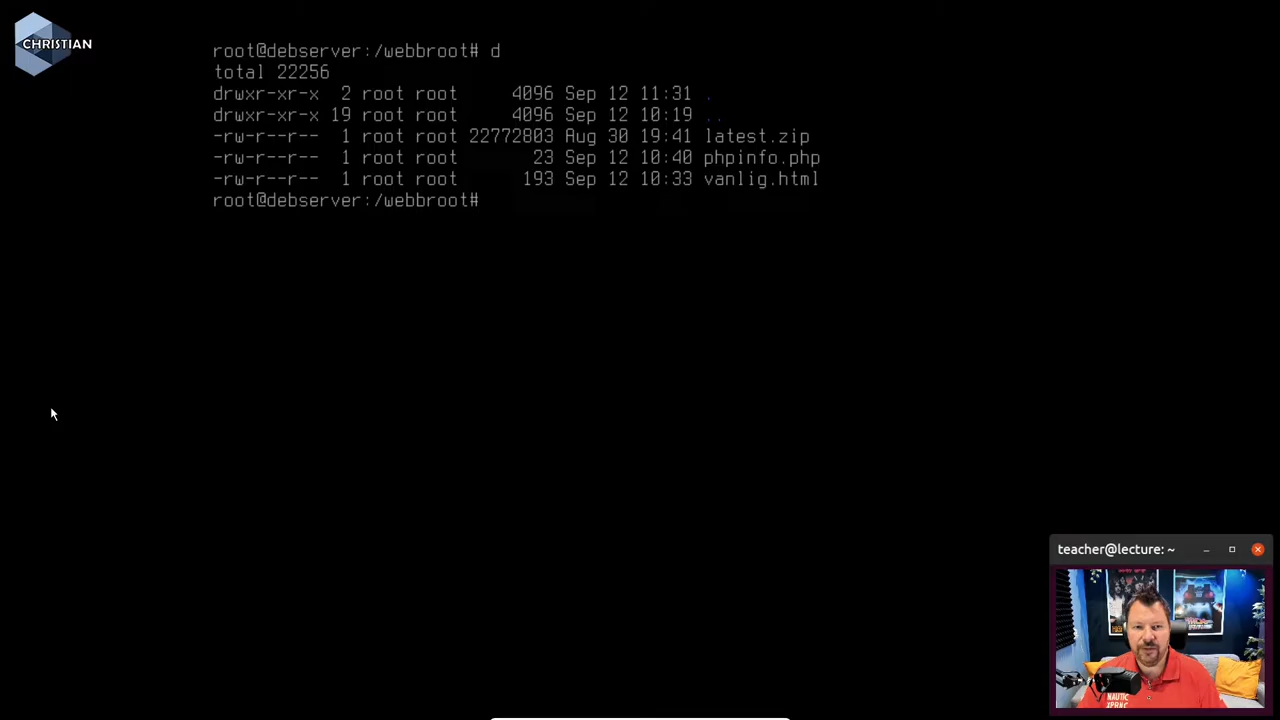 CHRISTIAN
root@debserver:/webbroot# d
total 22256
drwxr-xr-x  2 root root     4096 Sep 12 11:31 .
drwxr-xr-x 19 root root     4096 Sep 12 10:19 ..
-rw-r--r--  1 root root 22772803 Aug 30 19:41 latest.zip
-rw-r--r--  1 root root       23 Sep 12 10:40 phpinfo.php
-rw-r--r--  1 root root      193 Sep 12 10:33 vanlig.html
root@debserver:/webbroot#
teacher@lecture: ~
NAUTIC